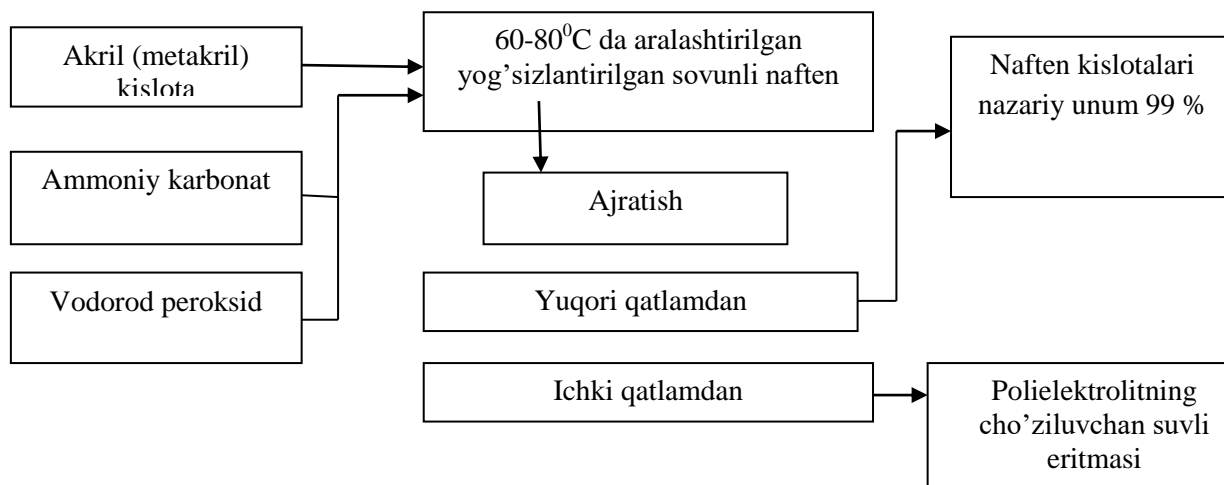 Akril (metakril)
kislota
Ammoniy karbonat
Vodorod peroksid
60-80⁰C da aralashtirilgan
yog’sizlantirilgan sovunli naften
Ajratish
Yuqori qatlamdan
Ichki qatlamdan
Naften kislotalari
nazariy unum 99 %
Polielektrolitning
cho’ziluvchan suvli
eritmasi